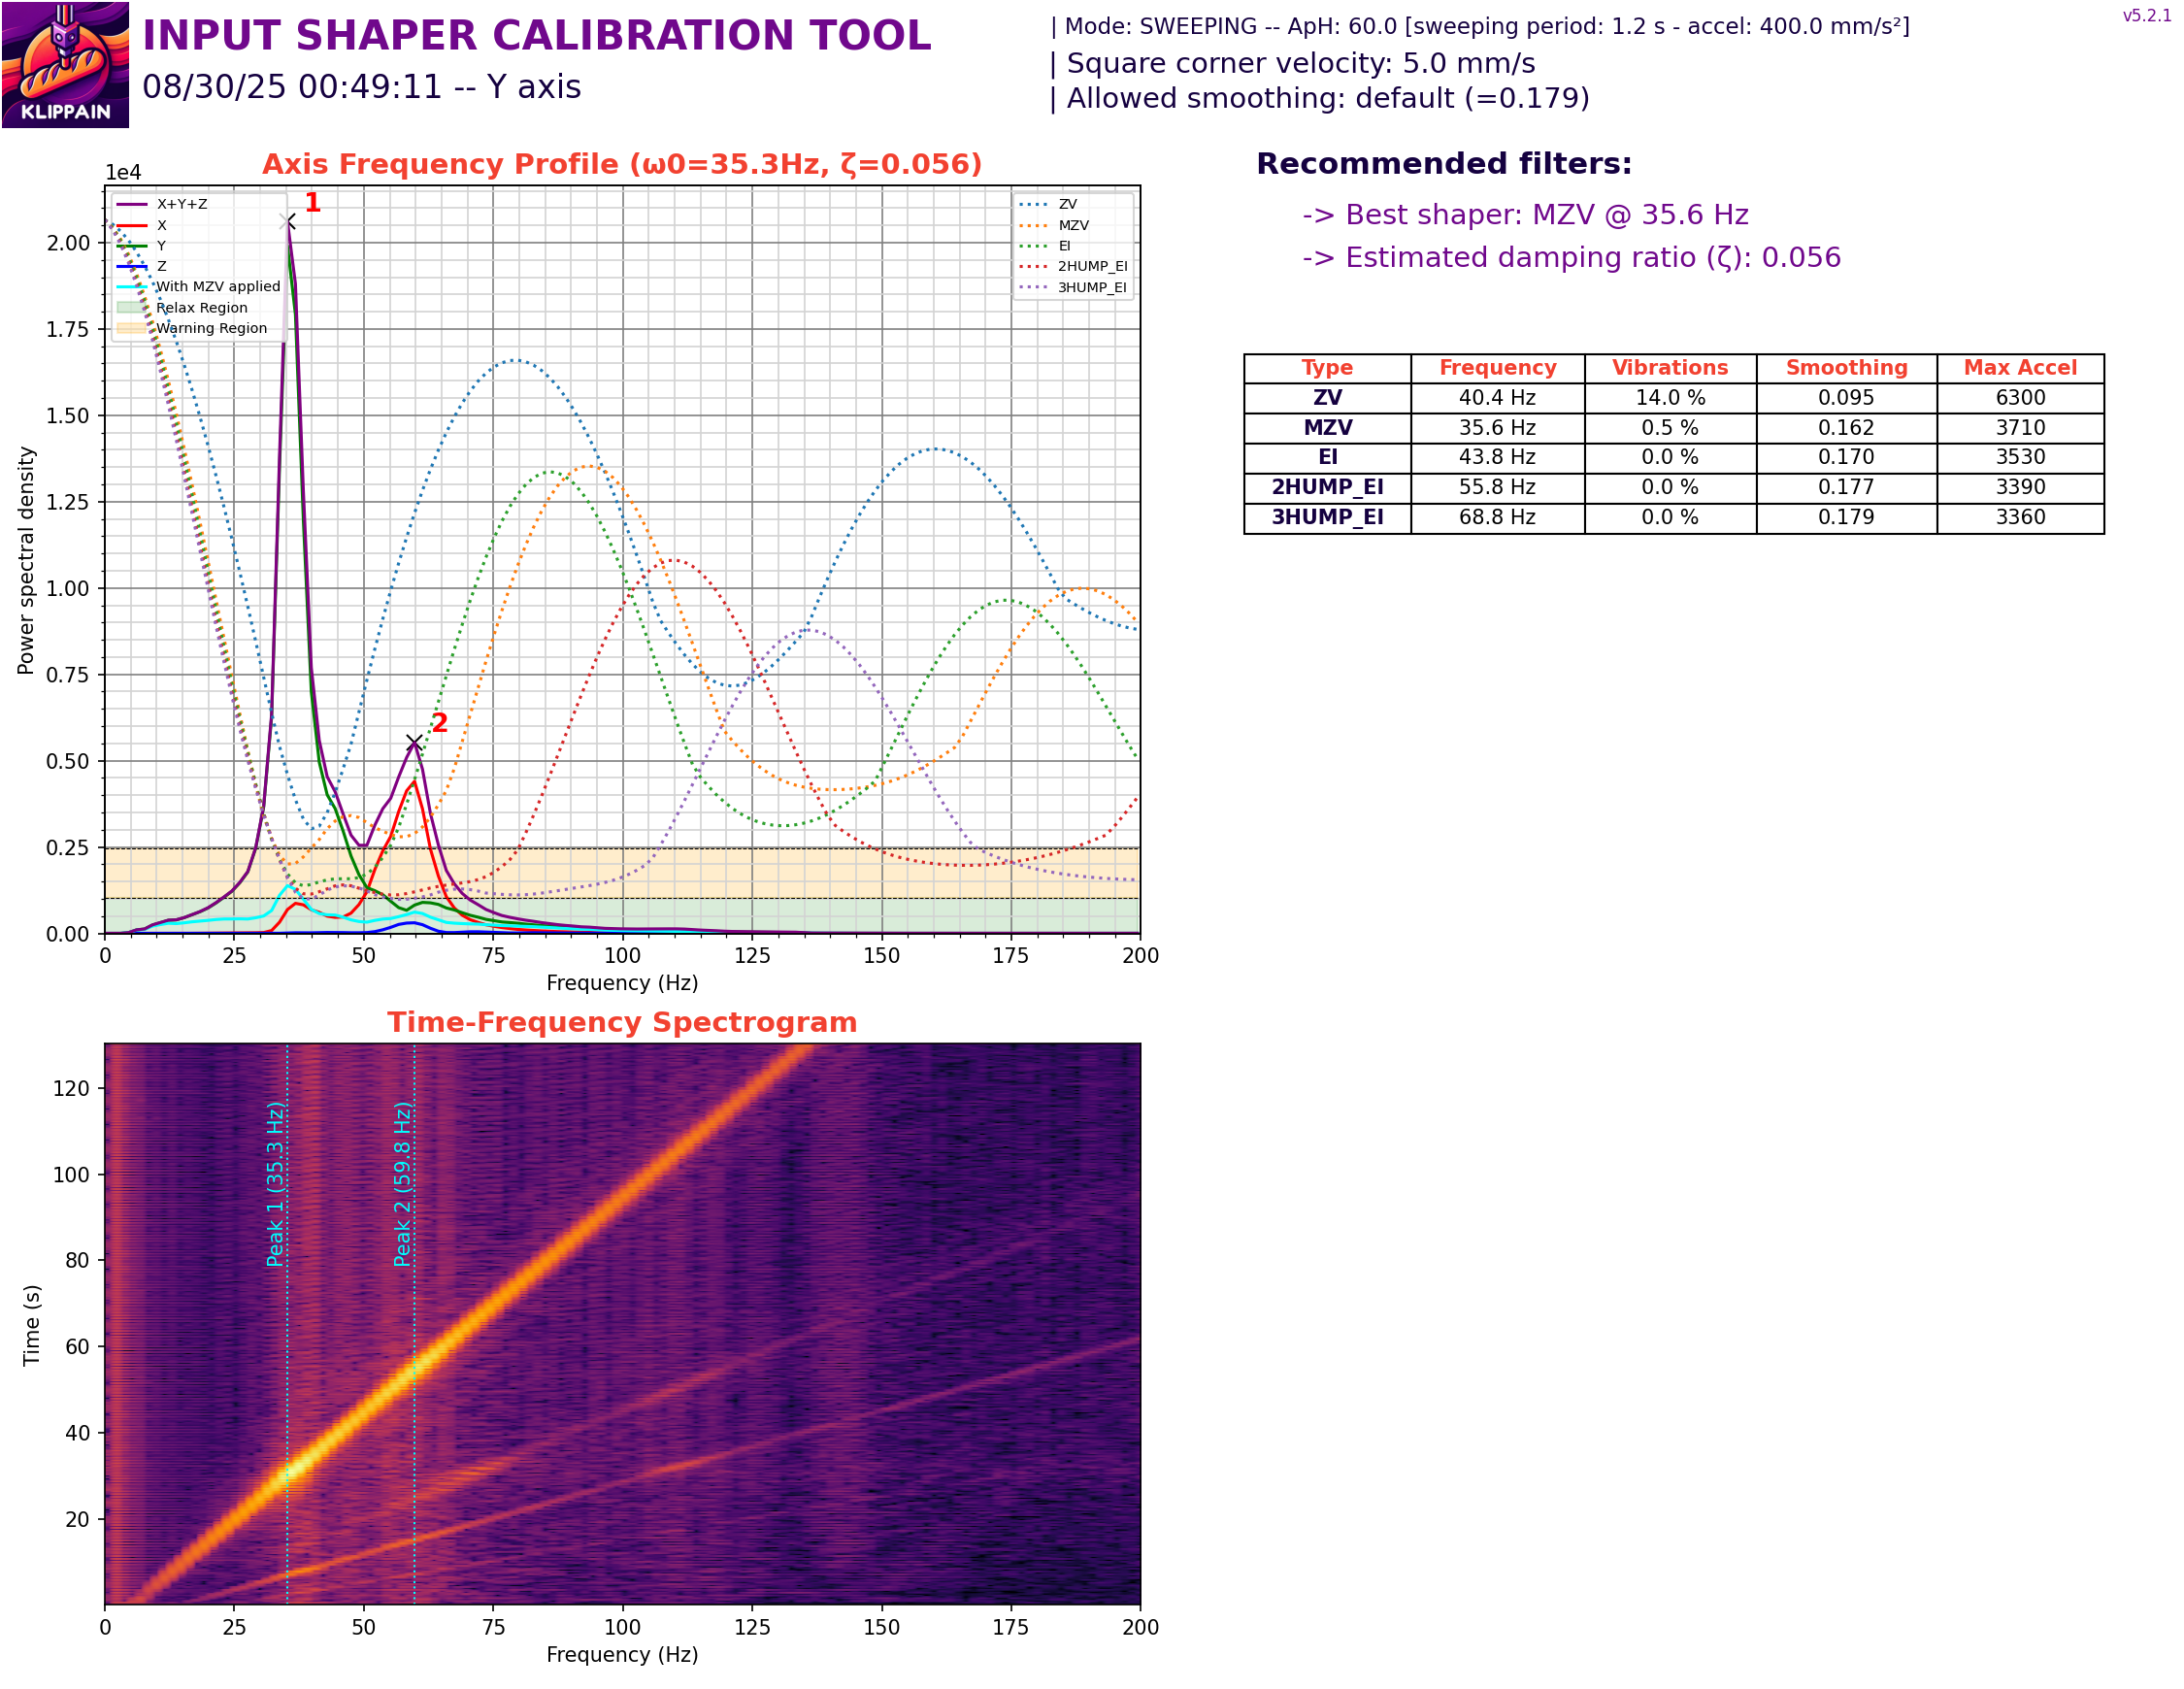 KLIPPAIN
INPUT SHAPER CALIBRATION TOOL
08/30/25 00:49:11 -- Y axis
| Mode: SWEEPING -- ApH: 60.0 [sweeping period: 1.2 s - accel: 400.0 mm/s²]
| Square corner velocity: 5.0 mm/s
| Allowed smoothing: default (=0.179)
v5.2.1
Axis Frequency Profile (ω0=35.3Hz, ζ=0.056)
1e4
X+Y+Z
X
Y
Z
With MZV applied
Relax Region
Warning Region
ZV
MZV
EI
2HUMP_EI
3HUMP_EI
1
2
Power spectral density
2.00
1.75
1.50
1.25
1.00
0.75
0.50
0.25
0.00
0 25 50 75 100 125 150 175 200
Frequency (Hz)
Recommended filters:
-> Best shaper: MZV @ 35.6 Hz
-> Estimated damping ratio (ζ): 0.056
Type Frequency Vibrations Smoothing Max Accel
ZV 40.4 Hz 14.0 % 0.095 6300
MZV 35.6 Hz 0.5 % 0.162 3710
EI 43.8 Hz 0.0 % 0.170 3530
2HUMP_EI 55.8 Hz 0.0 % 0.177 3390
3HUMP_EI 68.8 Hz 0.0 % 0.179 3360
Time-Frequency Spectrogram
Time (s)
120
100
80
60
40
20
Peak 1 (35.3 Hz)
Peak 2 (59.8 Hz)
0 25 50 75 100 125 150 175 200
Frequency (Hz)